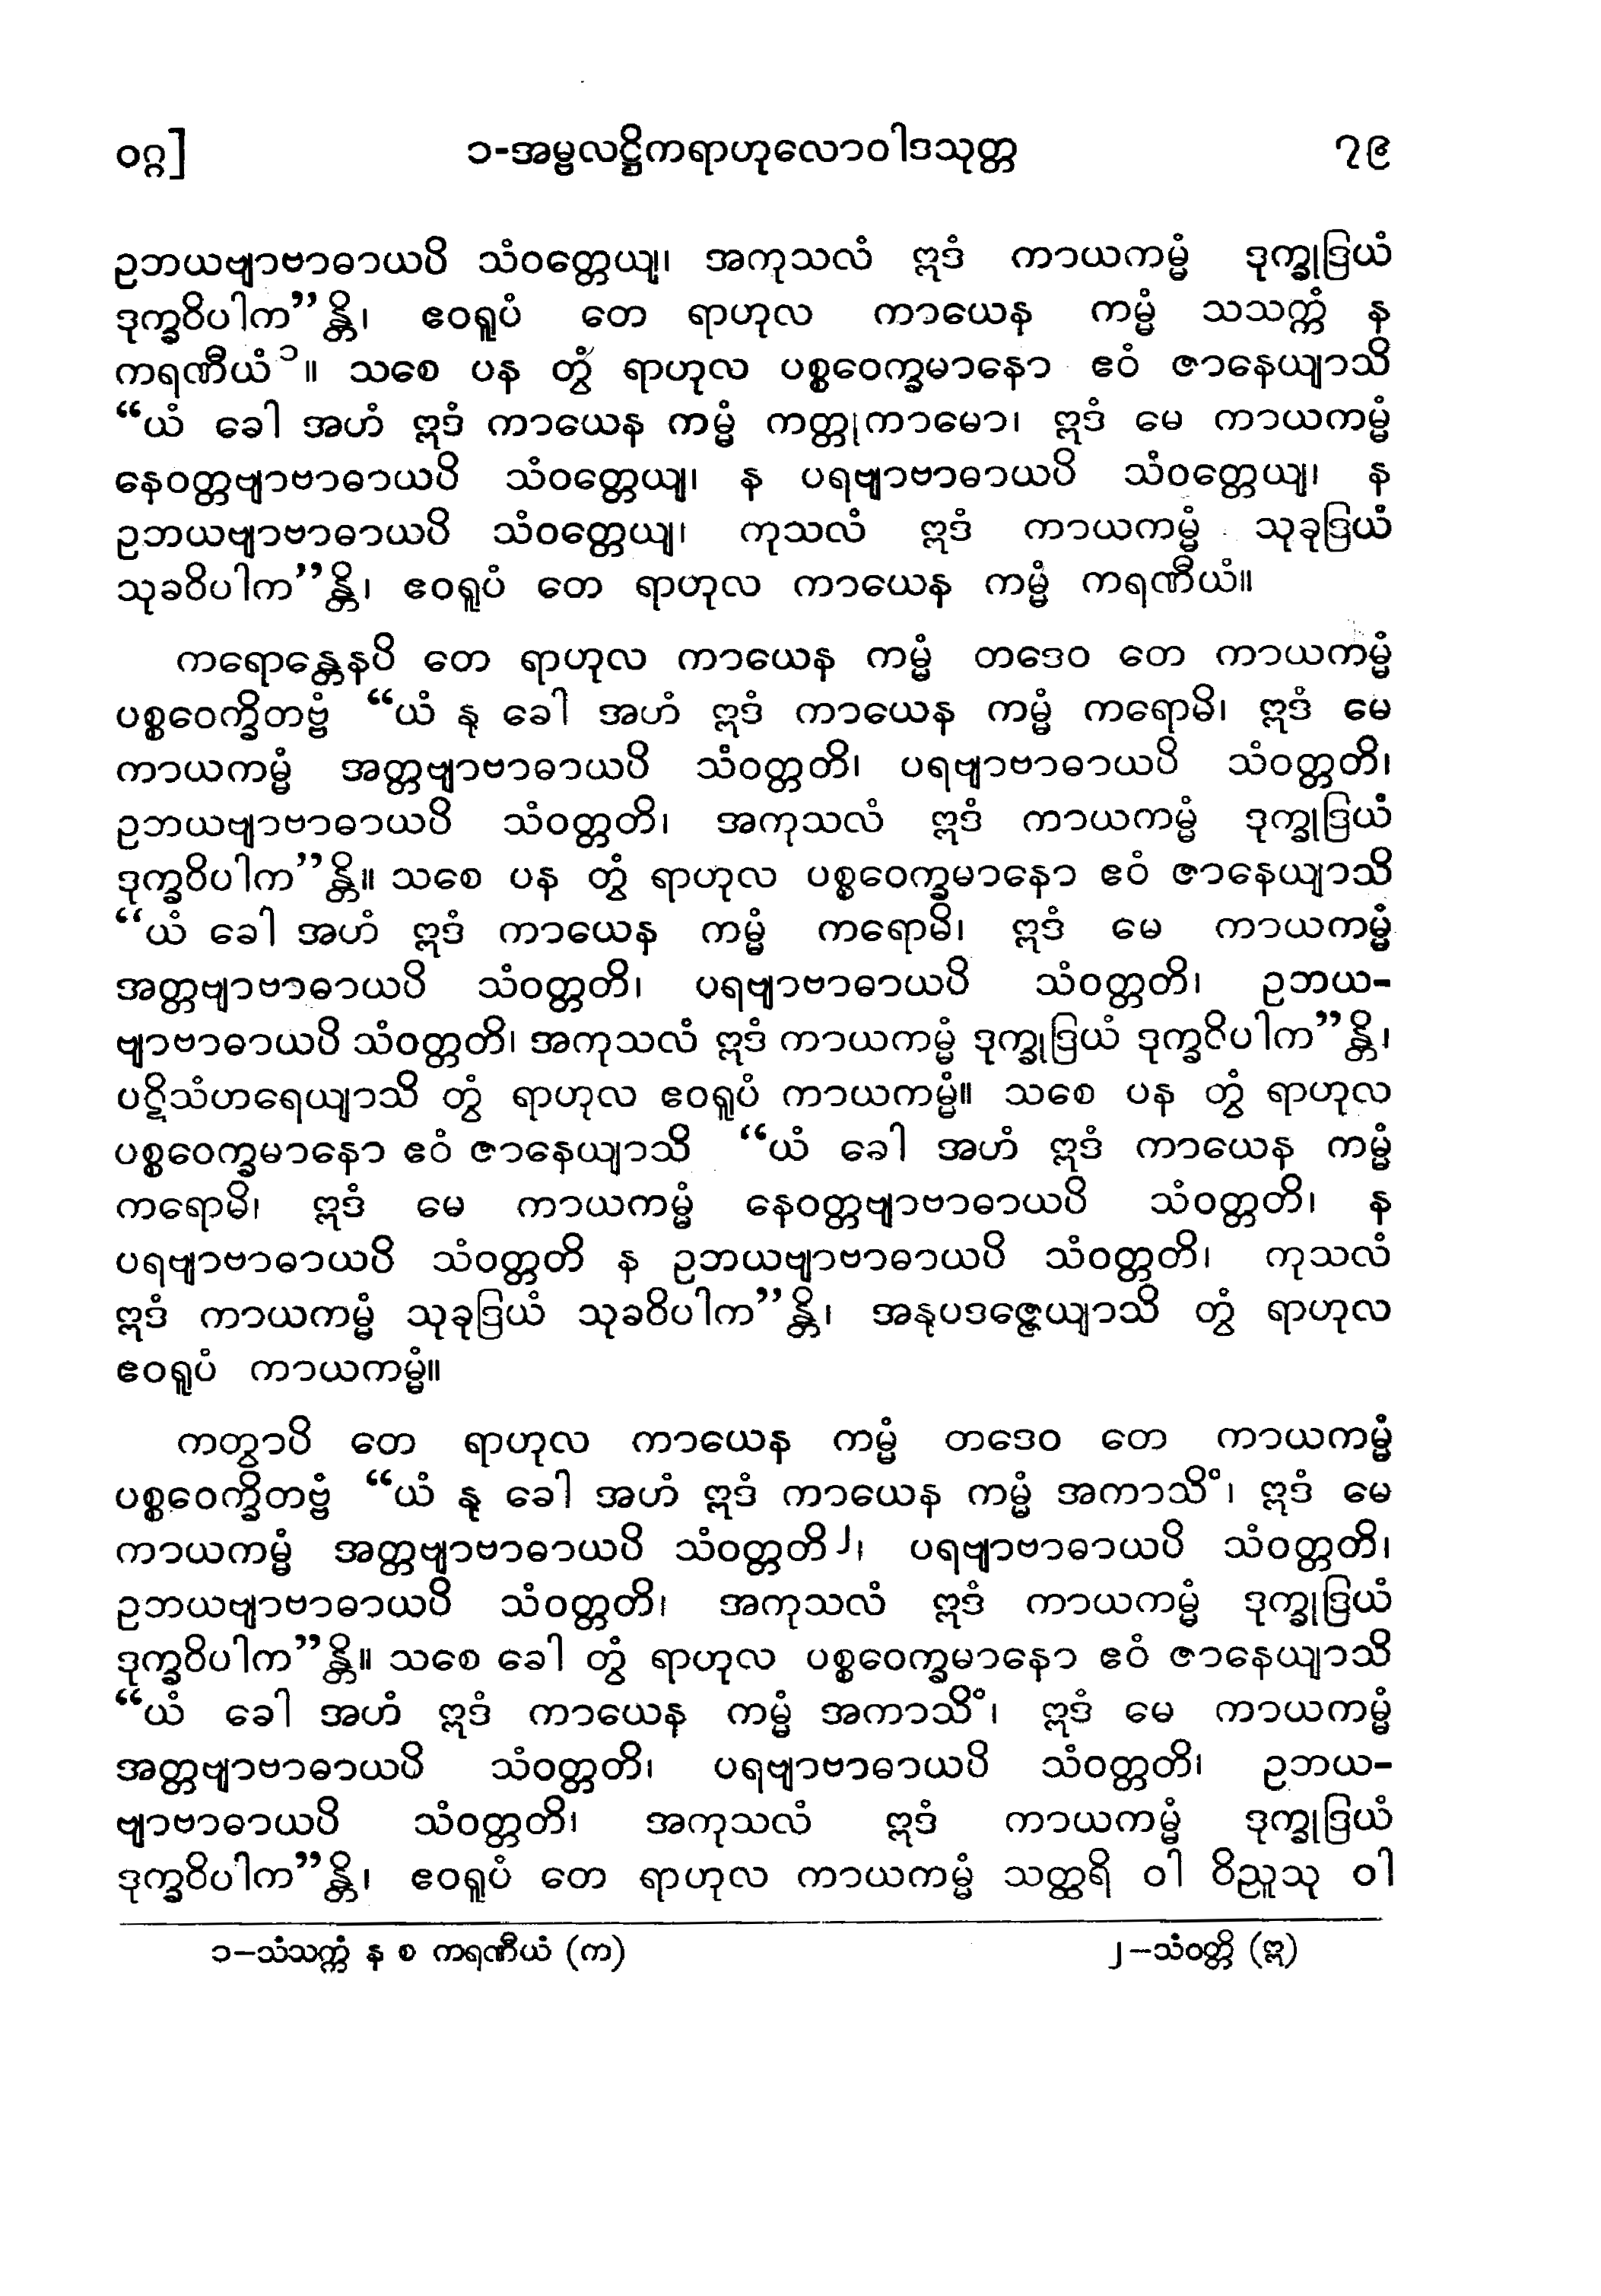 ဝဂ္ဂ] ၁-အမ္ဗလဋ္ဌိကရာဟုလောဝါဒသုတ္တ ၇၉
ဥဘယဗျာဗာဓာယပိ သံဝတ္တေယျ၊ အကုသလံ ဣဒံ ကာယကမ္မံ ဒုက္ခုဒြယံ
ဒုက္ခဝိပါက”န္တိ၊ ဧဝရူပံ တေ ရာဟုလ ကာယေန ကမ္မံ သသက္ကံ န
ကရဏီယံ၁။ သစေ ပန တွံ ရာဟုလ ပစ္စဝေက္ခမာနော ဧဝံ ဇာနေယျာသိ
“ယံ ခေါ အဟံ ဣဒံ ကာယေန ကမ္မံ ကတ္တုကာမော၊ ဣဒံ မေ ကာယကမ္မံ
နေဝတ္တဗျာဗာဓာယပိ သံဝတ္တေယျ၊ န ပရဗျာဗာဓာယပိ သံဝတ္တေယျ၊ န
ဥဘယဗျာဗာဓာယပိ သံဝတ္တေယျ၊ ကုသလံ ဣဒံ ကာယကမ္မံ သုခုဒြယံ
သုခဝိပါက”န္တိ၊ ဧဝရူပံ တေ ရာဟုလ ကာယေန ကမ္မံ ကရဏီယံ။
ကရောန္တေနပိ တေ ရာဟုလ ကာယေန ကမ္မံ တဒေဝ တေ ကာယကမ္မံ
ပစ္စဝေက္ခိတဗ္ဗံ “ယံ နု ခေါ အဟံ ဣဒံ ကာယေန ကမ္မံ ကရောမိ၊ ဣဒံ မေ
ကာယကမ္မံ အတ္တဗျာဗာဓာယပိ သံဝတ္တတိ၊ ပရဗျာဗာဓာယပိ သံဝတ္တတိ၊
ဥဘယဗျာဗာဓာယပိ သံဝတ္တတိ၊ အကုသလံ ဣဒံ ကာယကမ္မံ ဒုက္ခုဒြယံ
ဒုက္ခဝိပါက”န္တိ။ သစေ ပန တွံ ရာဟုလ ပစ္စဝေက္ခမာနော ဧဝံ ဇာနေယျာသိ
“ယံ ခေါ အဟံ ဣဒံ ကာယေန ကမ္မံ ကရောမိ၊ ဣဒံ မေ ကာယကမ္မံ
အတ္တဗျာဗာဓာယပိ သံဝတ္တတိ၊ ပရဗျာဗာဓာယပိ သံဝတ္တတိ၊ ဥဘယ-
ဗျာဗာဓာယပိ သံဝတ္တတိ၊ အကုသလံ ဣဒံ ကာယကမ္မံ ဒုက္ခုဒြယံ ဒုက္ခဝိပါက”န္တိ၊
ပဋိသံဟရေယျာသိ တွံ ရာဟုလ ဧဝရူပံ ကာယကမ္မံ။ သစေ ပန တွံ ရာဟုလ
ပစ္စဝေက္ခမာနော ဧဝံ ဇာနေယျာသိ “ယံ ခေါ အဟံ ဣဒံ ကာယေန ကမ္မံ
ကရောမိ၊ ဣဒံ မေ ကာယကမ္မံ နေဝတ္တဗျာဗာဓာယပိ သံဝတ္တတိ၊ န
ပရဗျာဗာဓာယပိ သံဝတ္တတိ န ဥဘယဗျာဗာဓာယပိ သံဝတ္တတိ၊ ကုသလံ
ဣဒံ ကာယကမ္မံ သုခုဒြယံ သုခဝိပါက”န္တိ၊ အနုပဒဇ္ဇေယျာသိ တွံ ရာဟုလ
ဧဝရူပံ ကာယကမ္မံ။
ကတွာပိ တေ ရာဟုလ ကာယေန ကမ္မံ တဒေဝ တေ ကာယကမ္မံ
ပစ္စဝေက္ခိတဗ္ဗံ “ယံ နု ခေါ အဟံ ဣဒံ ကာယေန ကမ္မံ အကာသိံ၊ ဣဒံ မေ
ကာယကမ္မံ အတ္တဗျာဗာဓာယပိ သံဝတ္တတိ၂၊ ပရဗျာဗာဓာယပိ သံဝတ္တတိ၊
ဥဘယဗျာဗာဓာယပိ သံဝတ္တတိ၊ အကုသလံ ဣဒံ ကာယကမ္မံ ဒုက္ခုဒြယံ
ဒုက္ခဝိပါက”န္တိ။ သစေ ခေါ တွံ ရာဟုလ ပစ္စဝေက္ခမာနော ဧဝံ ဇာနေယျာသိ
“ယံ ခေါ အဟံ ဣဒံ ကာယေန ကမ္မံ အကာသိံ၊ ဣဒံ မေ ကာယကမ္မံ
အတ္တဗျာဗာဓာယပိ သံဝတ္တတိ၊ ပရဗျာဗာဓာယပိ သံဝတ္တတိ၊ ဥဘယ-
ဗျာဗာဓာယပိ သံဝတ္တတိ၊ အကုသလံ ဣဒံ ကာယကမ္မံ ဒုက္ခုဒြယံ
ဒုက္ခဝိပါက”န္တိ၊ ဧဝရူပံ တေ ရာဟုလ ကာယကမ္မံ သတ္ထရိ ဝါ ဝိညူသု ဝါ
၁−သံသက္ကံ န စ ကရဏီယံ (က) ၂−သံဝတ္တိ (ဣ)